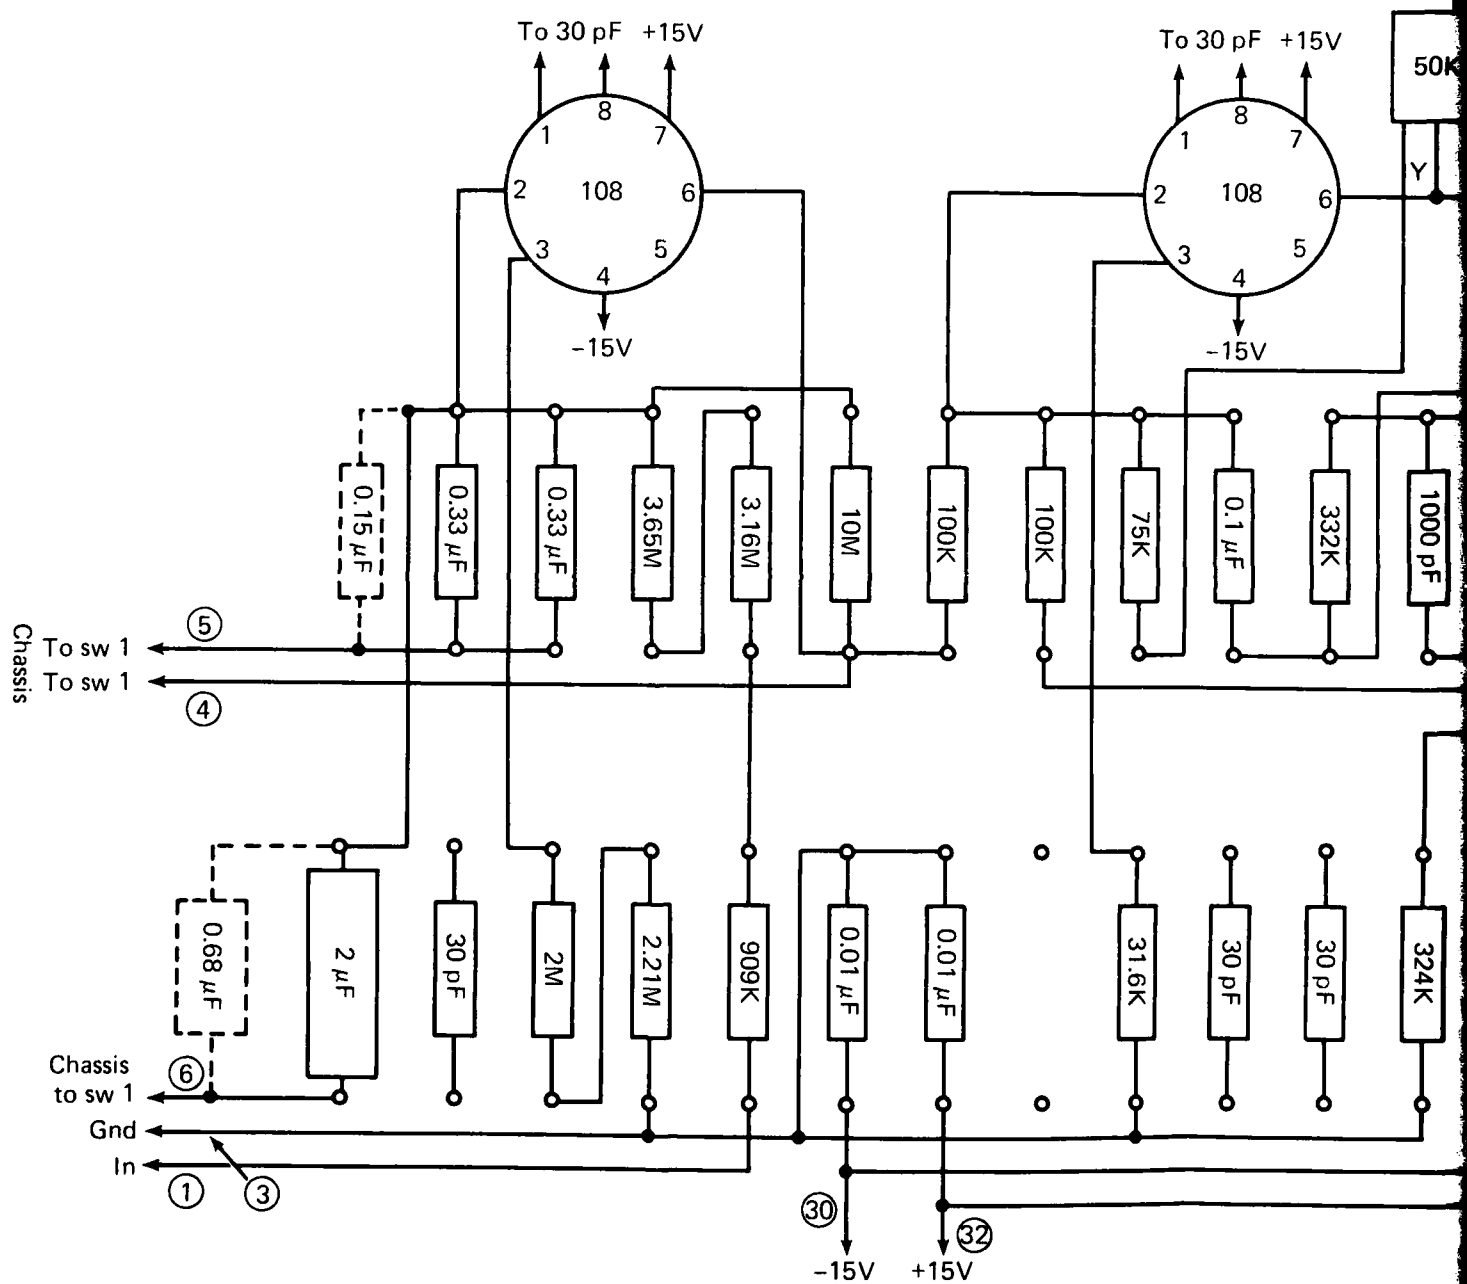 To 30 pF +15V
To 30 pF +15V
50K
1 8 7
1 8 7
2 108 6
2 108 6
Y
3 4 5
3 4 5
-15V
-15V
0.15 µF
0.33 µF
0.33 µF
3.65M
3.16M
10M
100K
100K
75K
0.1 µF
332K
1000 pF
5
Chassis
To sw 1
To sw 1
4
0.68 µF
2 µF
30 pF
2M
2.21M
909K
0.01 µF
0.01 µF
31.6K
30 pF
30 pF
324K
Chassis
to sw 1
6
Gnd
In
1
3
30
32
-15V +15V